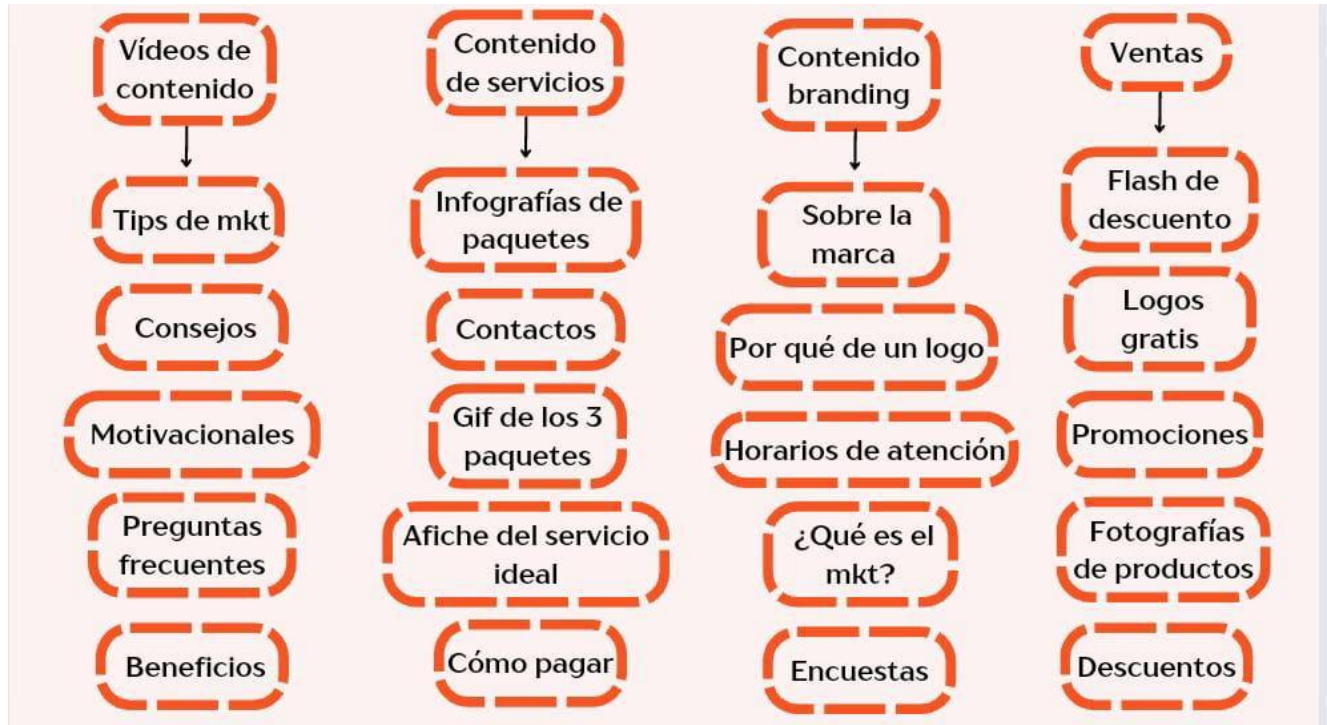 Vídeos de
contenido
Tips de mkt
Consejos
Motivacionales
Preguntas
frecuentes
Beneficios
Contenido
de servicios
Infografías de
paquetes
Contactos
Gif de los 3
paquetes
Afiche del servicio
ideal
Cómo pagar
Contenido
branding
Sobre la
marca
Por qué de un logo
Horarios de atención
¿Qué es el
mkt?
Encuestas
Ventas
Flash de
descuento
Logos
gratis
Promociones
Fotografías
de productos
Descuentos